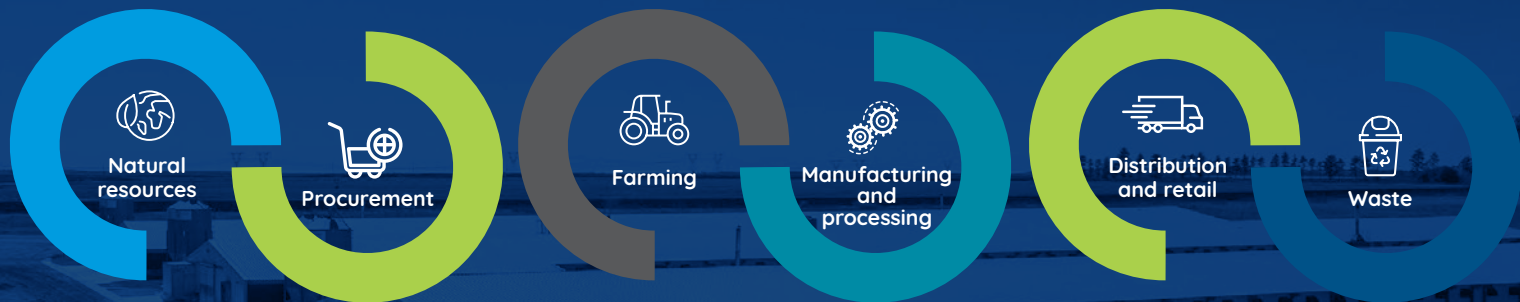 Natural
resources
Procurement
Farming
Manufacturing
and
processing
Distribution
and retail
Waste